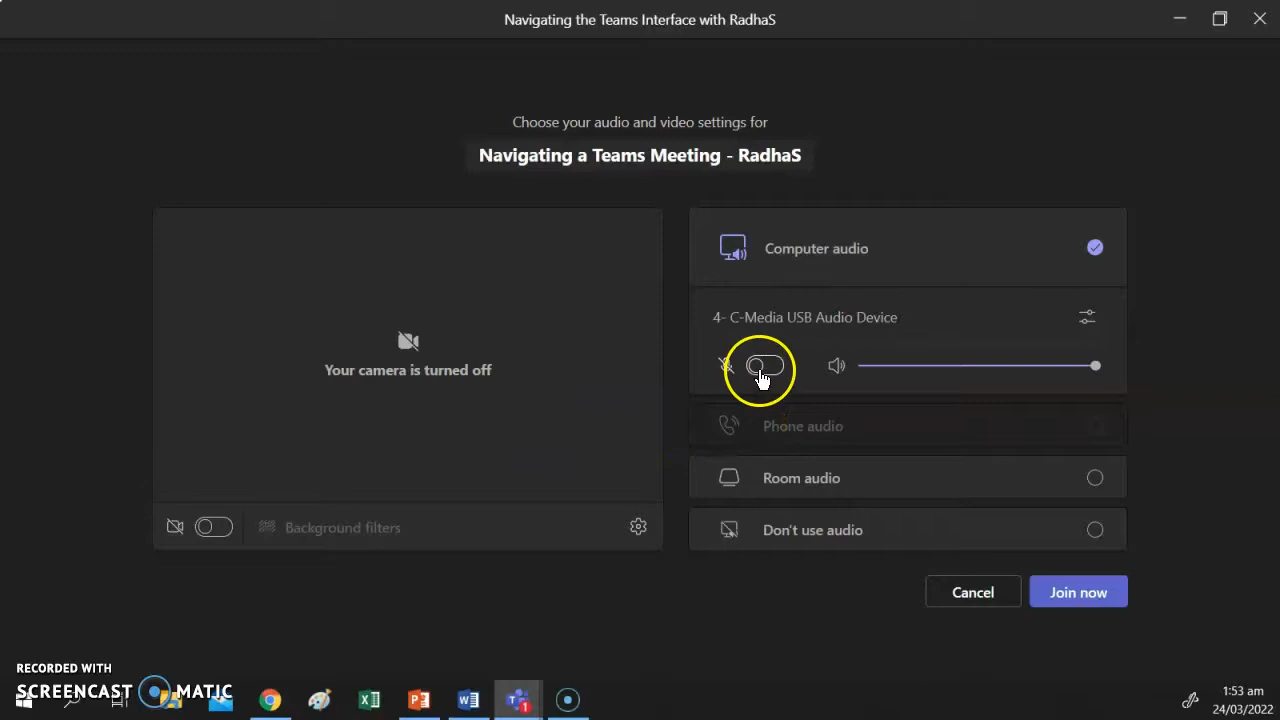 Navigating the Teams Interface with RadhaS
Choose your audio and video settings for
Navigating a Teams Meeting - RadhaS
Computer audio
4- C-Media USB Audio Device
Your camera is turned off
Phone audio
Room audio
Background filters
Don't use audio
Cancel
Join now
RECORDED WITH
SCREENCAST MATIC
1
1:53 am
24/03/2022